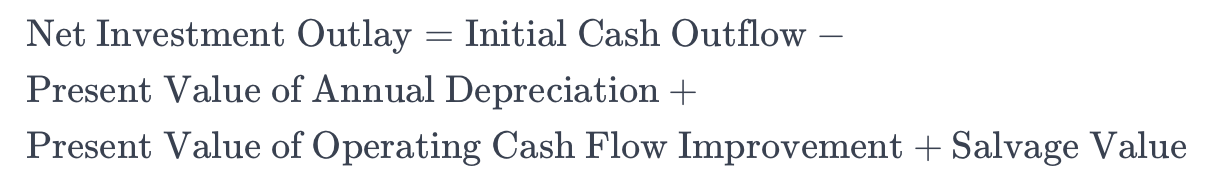 Net Investment Outlay = Initial Cash Outflow −
Present Value of Annual Depreciation +
Present Value of Operating Cash Flow Improvement + Salvage Value